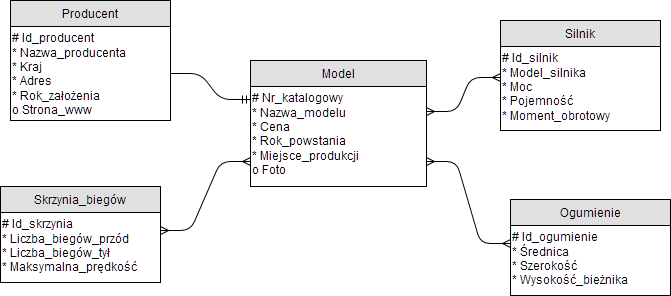 Producent
# Id_producent
* Nazwa_producenta
* Kraj
* Adres
* Rok_założenia
o Strona_www
Model
# Nr_katalogowy
* Nazwa_modelu
* Cena
* Rok_powstania
* Miejsce_produkcji
o Foto
Silnik
# Id_silnik
* Model_silnika
* Moc
* Pojemność
* Moment_obrotowy
Skrzynia_biegów
# Id_skrzynia
* Liczba_biegów_przód
* Liczba_biegów_tył
* Maksymalna_prędkość
Ogumienie
# Id_ogumienie
* Średnica
* Szerokość
* Wysokość_bieżnika